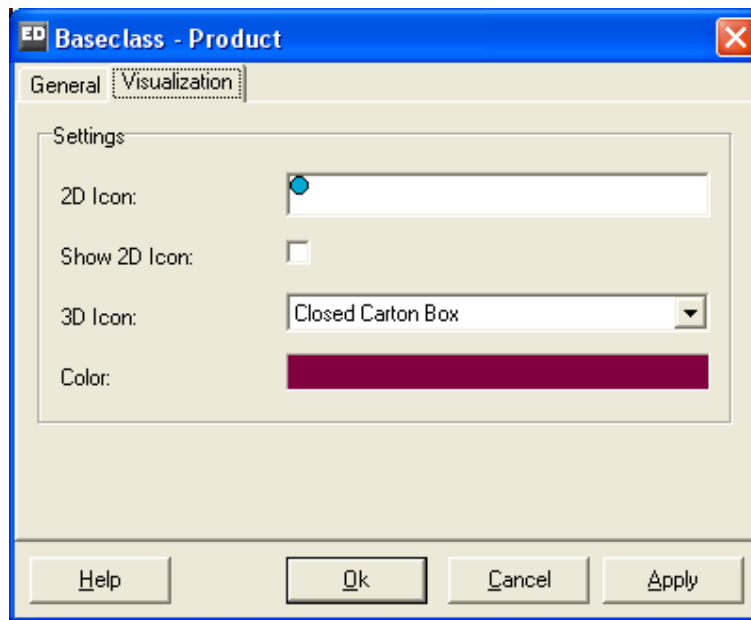 ED Baseclass - Product
General Visualization
Settings
2D Icon:
Show 2D Icon:
3D Icon: Closed Carton Box
Color:
Help Ok Cancel Apply